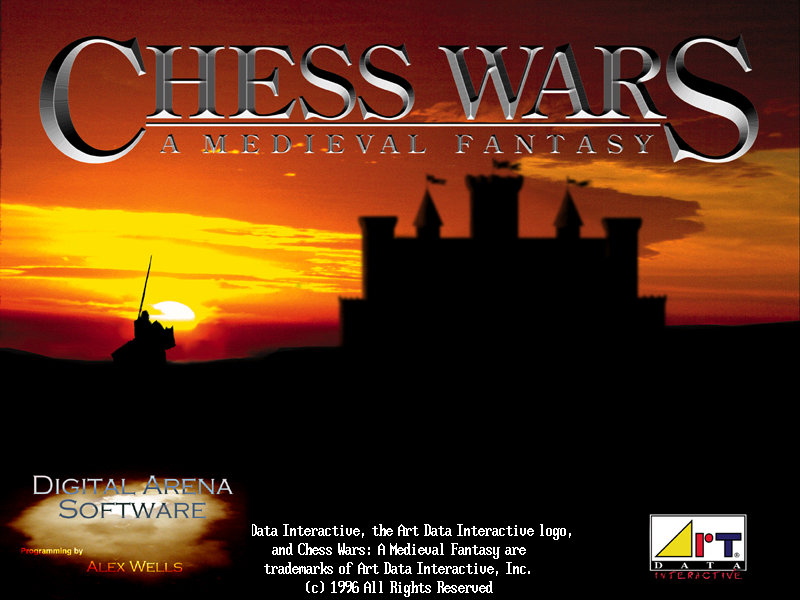 CHESS WARS
A MEDIEVAL FANTASY
DIGITAL ARENA
SOFTWARE
Programming by
ALEX WELLS
Data Interactive, the Art Data Interactive logo,
and Chess Wars: A Medieval Fantasy are
trademarks of Art Data Interactive, Inc.
(c) 1996 All Rights Reserved
ART
®
DATA
INTERACTIVE